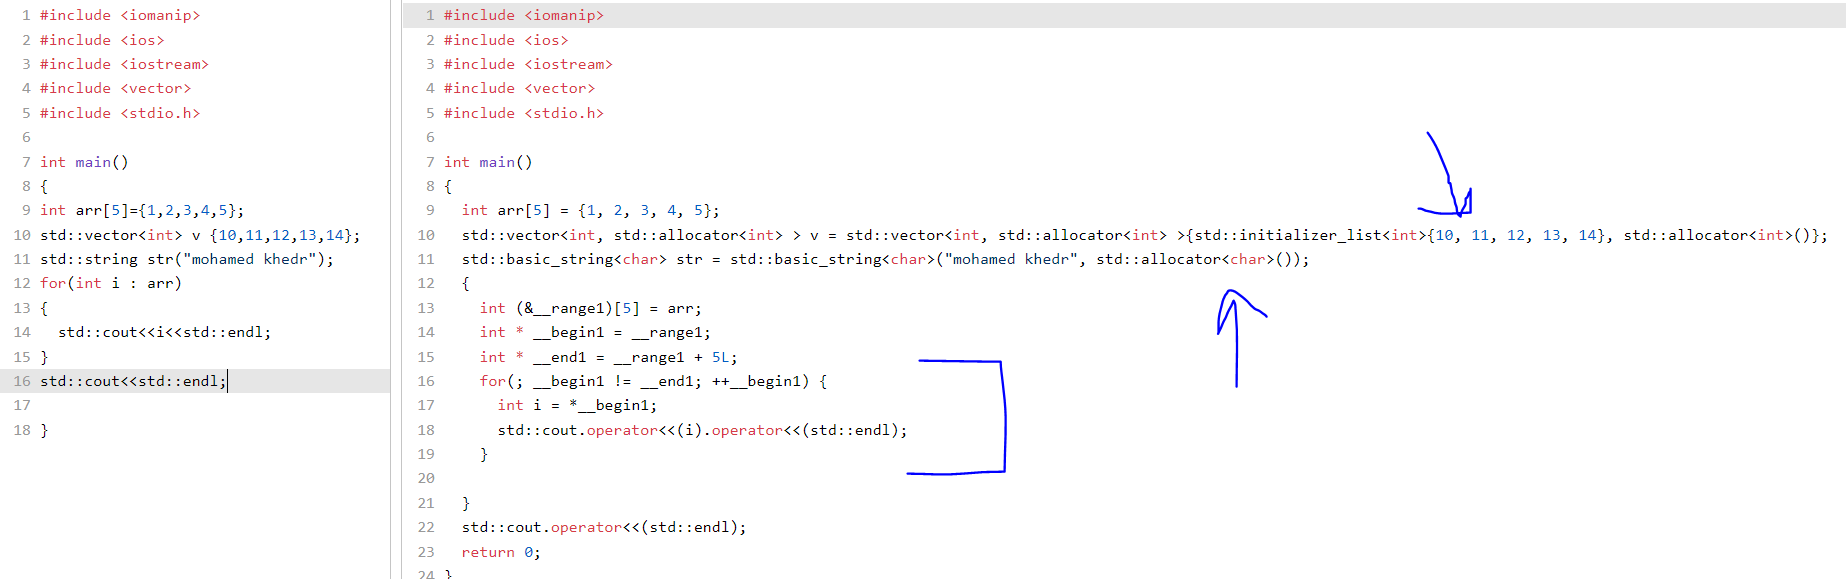 1 #include <iomanip>
2 #include <ios>
3 #include <iostream>
4 #include <vector>
5 #include <stdio.h>
6
7 int main()
8 {
9 int arr[5]={1,2,3,4,5};
10 std::vector<int> v {10,11,12,13,14};
11 std::string str("mohamed khedr");
12 for(int i : arr)
13 {
14   std::cout<<i<<std::endl;
15 }
16 std::cout<<std::endl;
17
18 }
1 #include <iomanip>
2 #include <ios>
3 #include <iostream>
4 #include <vector>
5 #include <stdio.h>
6
7 int main()
8 {
9   int arr[5] = {1, 2, 3, 4, 5};
10   std::vector<int, std::allocator<int> > v = std::vector<int, std::allocator<int> >{std::initializer_list<int>{10, 11, 12, 13, 14}, std::allocator<int>()};
11   std::basic_string<char> str = std::basic_string<char>("mohamed khedr", std::allocator<char>());
12   {
13     int (&__range1)[5] = arr;
14     int * __begin1 = __range1;
15     int * __end1 = __range1 + 5L;
16     for(; __begin1 != __end1; ++__begin1) {
17       int i = *__begin1;
18       std::cout.operator<<(i).operator<<(std::endl);
19     }
20
21   }
22   std::cout.operator<<(std::endl);
23   return 0;
24 }